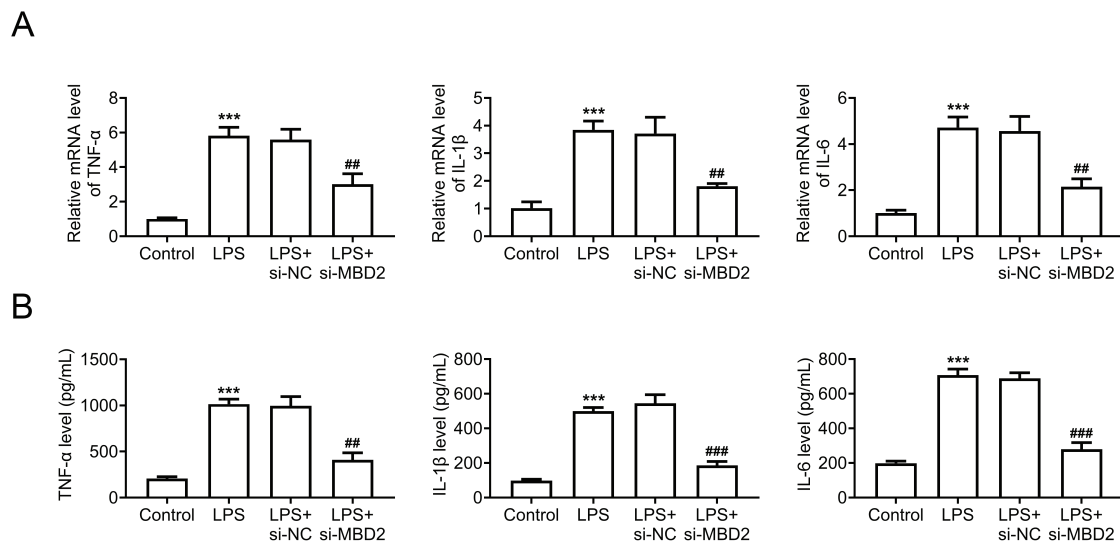 A
Relative mRNA level
of TNF-α
8
6
4
2
0
***
##
Control
LPS
LPS+
si-NC
LPS+
si-MBD2
Relative mRNA level
of IL-1β
5
4
3
2
1
0
***
##
Control
LPS
LPS+
si-NC
LPS+
si-MBD2
Relative mRNA level
of IL-6
6
4
2
0
***
##
Control
LPS
LPS+
si-NC
LPS+
si-MBD2
B
TNF-α level (pg/mL)
1500
1000
500
0
***
##
Control
LPS
LPS+
si-NC
LPS+
si-MBD2
IL-1β level (pg/mL)
800
600
400
200
0
***
###
Control
LPS
LPS+
si-NC
LPS+
si-MBD2
IL-6 level (pg/mL)
800
600
400
200
0
***
###
Control
LPS
LPS+
si-NC
LPS+
si-MBD2